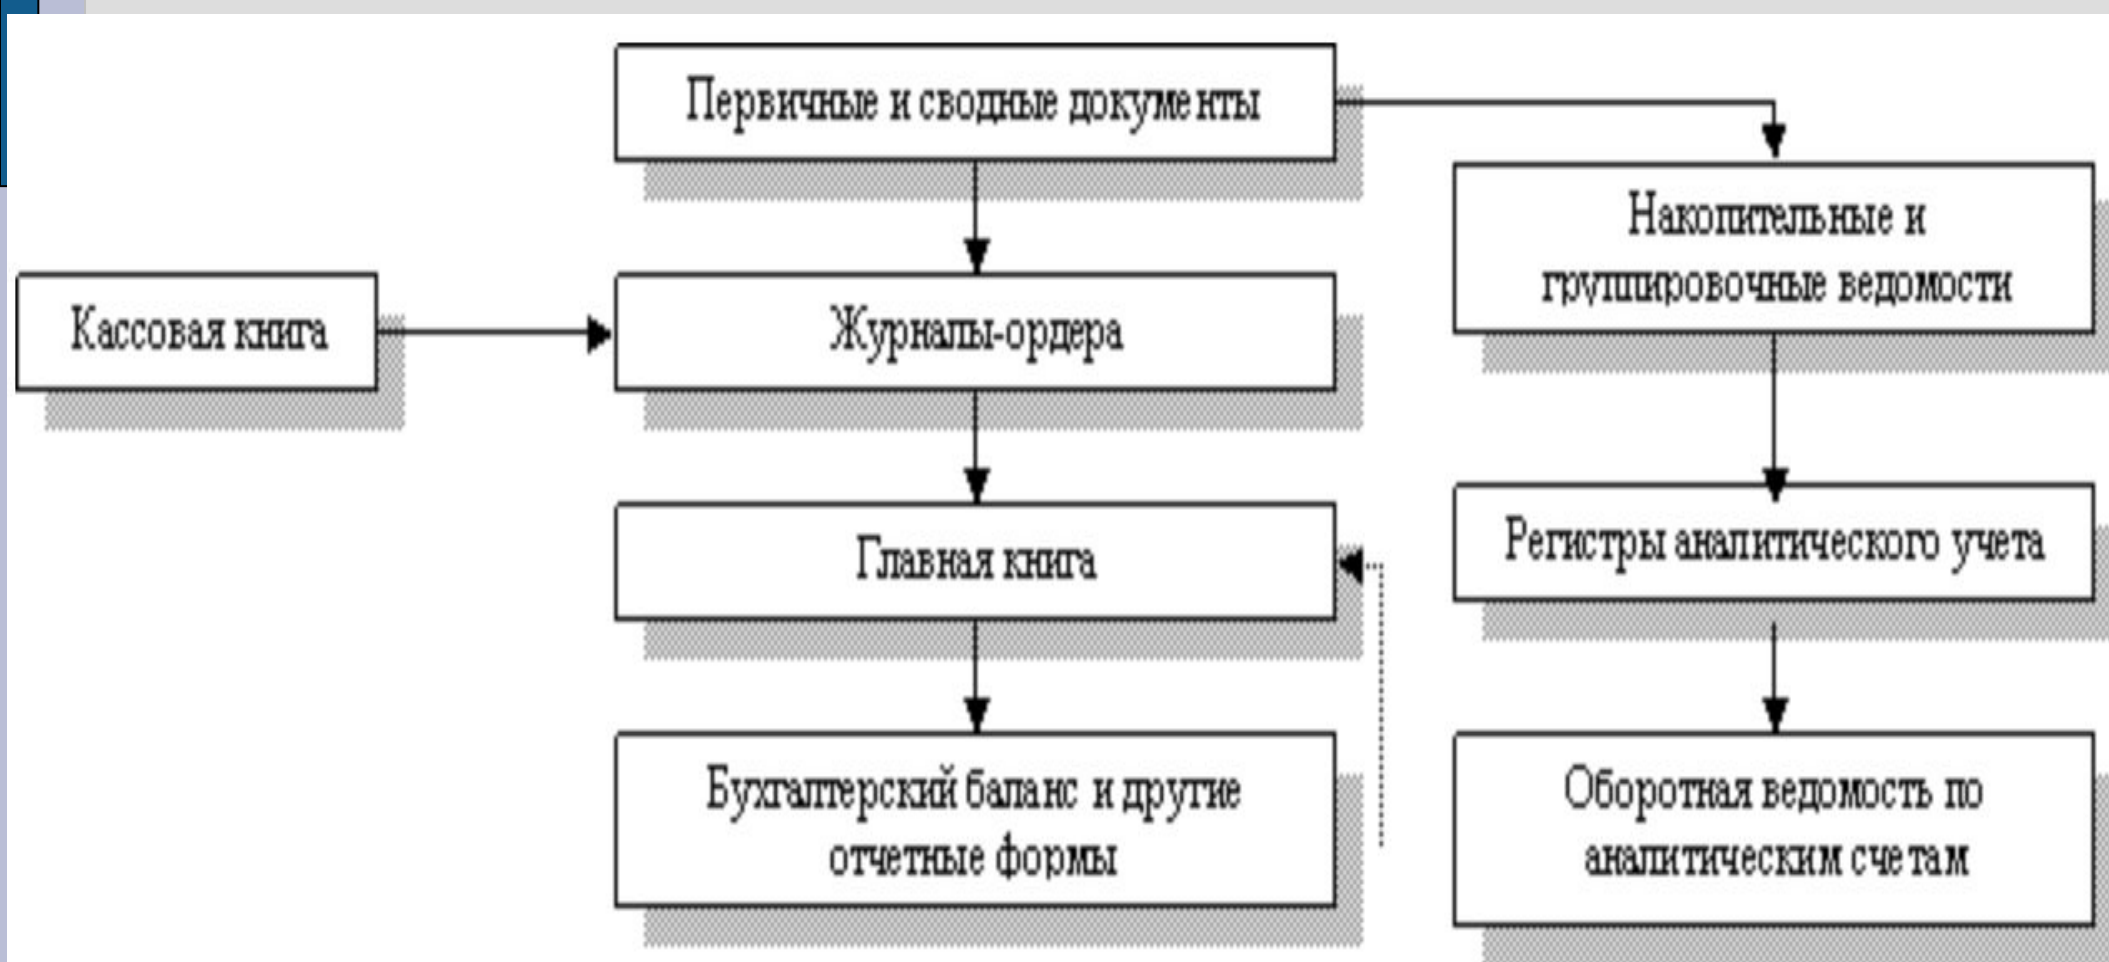 Первичные и сводные документы
Накопительные и
группировочные ведомости
Кассовая книга
Журналы-ордера
Главная книга
Регистры аналитического учета
Бухгалтерский баланс и другие
отчетные формы
Оборотная ведомость по
аналитическим счетам